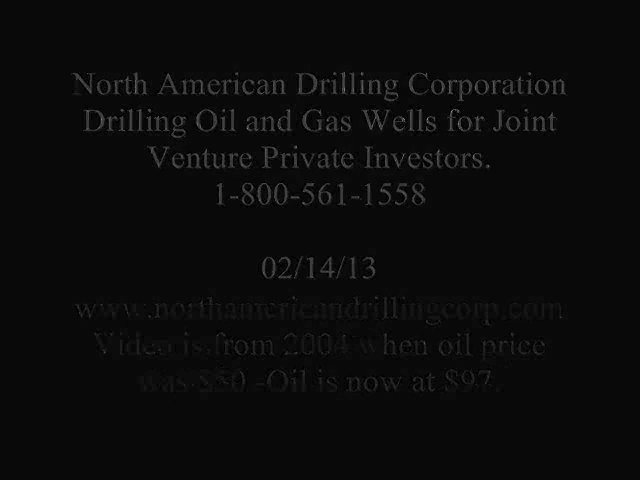 North American Drilling Corporation
Drilling Oil and Gas Wells for Joint
Venture Private Investors.
1-800-561-1558
02/14/13
www.northamericandrillingcorp.com
Video is from 2004 when oil price
was $50 -Oil is now at $97.